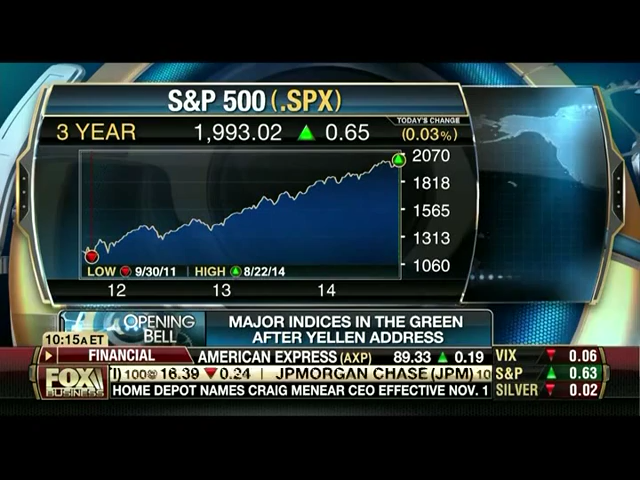 S&P 500 (.SPX)
TODAY'S CHANGE
3 YEAR 1,993.02 0.65 (0.03%)
2070
1818
1565
1313
1060
LOW 9/30/11 HIGH 8/22/14
12 13 14
OPENING BELL
MAJOR INDICES IN THE GREEN
AFTER YELLEN ADDRESS
10:15A ET
FINANCIAL AMERICAN EXPRESS (AXP) 89.33 0.19 VIX 0.06
FOX BUSINESS
) 100@ 16.39 0.24 JPMORGAN CHASE (JPM) 10 S&P 0.63
HOME DEPOT NAMES CRAIG MENEAR CEO EFFECTIVE NOV. 1 SILVER 0.02